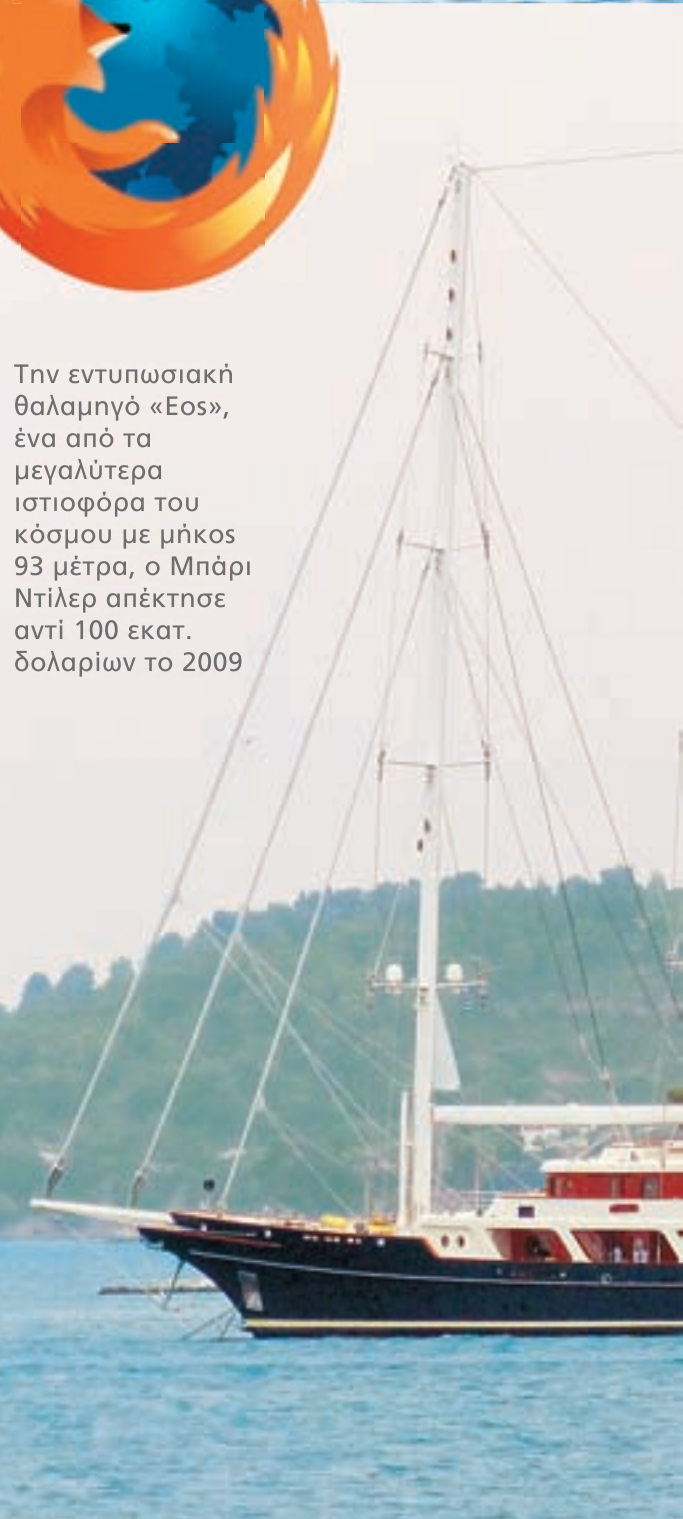 Την εντυπωσιακή
θαλαμηγό «Eos»,
ένα από τα
μεγαλύτερα
ιστιοφόρα του
κόσμου με μήκος
93 μέτρα, ο Μπάρι
Ντίλερ απέκτησε
αντί 100 εκατ.
δολαρίων το 2009